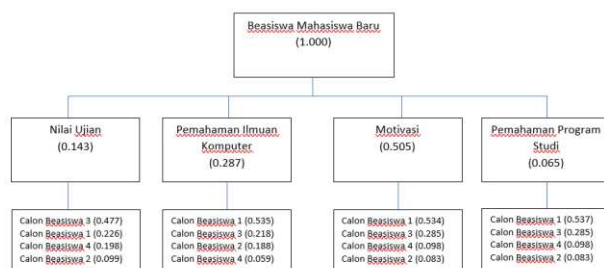 Beasiswa Mahasiswa Baru
(1.000)
Nilai Ujian
(0.143)
Pemahaman Ilmuan
Komputer
(0.287)
Motivasi
(0.505)
Pemahaman Program
Studi
(0.065)
Calon Beasiswa 3 (0.477)
Calon Beasiswa 1 (0.226)
Calon Beasiswa 4 (0.198)
Calon Beasiswa 2 (0.099)
Calon Beasiswa 1 (0.535)
Calon Beasiswa 3 (0.218)
Calon Beasiswa 2 (0.188)
Calon Beasiswa 4 (0.059)
Calon Beasiswa 1 (0.534)
Calon Beasiswa 3 (0.285)
Calon Beasiswa 4 (0.098)
Calon Beasiswa 2 (0.083)
Calon Beasiswa 1 (0.537)
Calon Beasiswa 3 (0.285)
Calon Beasiswa 4 (0.098)
Calon Beasiswa 2 (0.083)